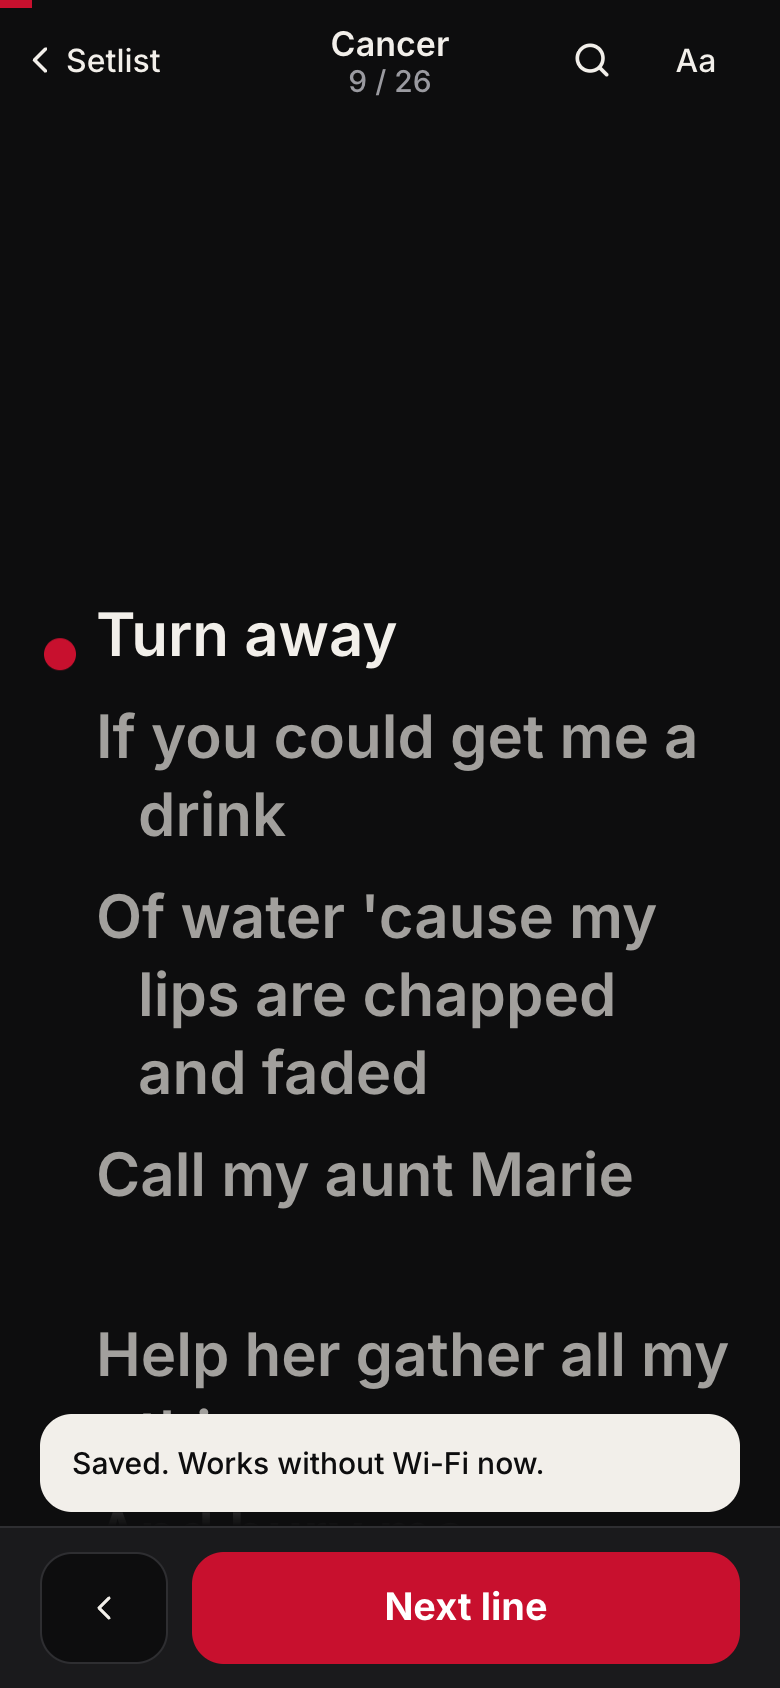 Setlist
Cancer
9 / 26
Aa
Turn away
If you could get me a
drink
Of water 'cause my
lips are chapped
and faded
Call my aunt Marie
Help her gather all my
Saved. Works without Wi-Fi now.
Next line